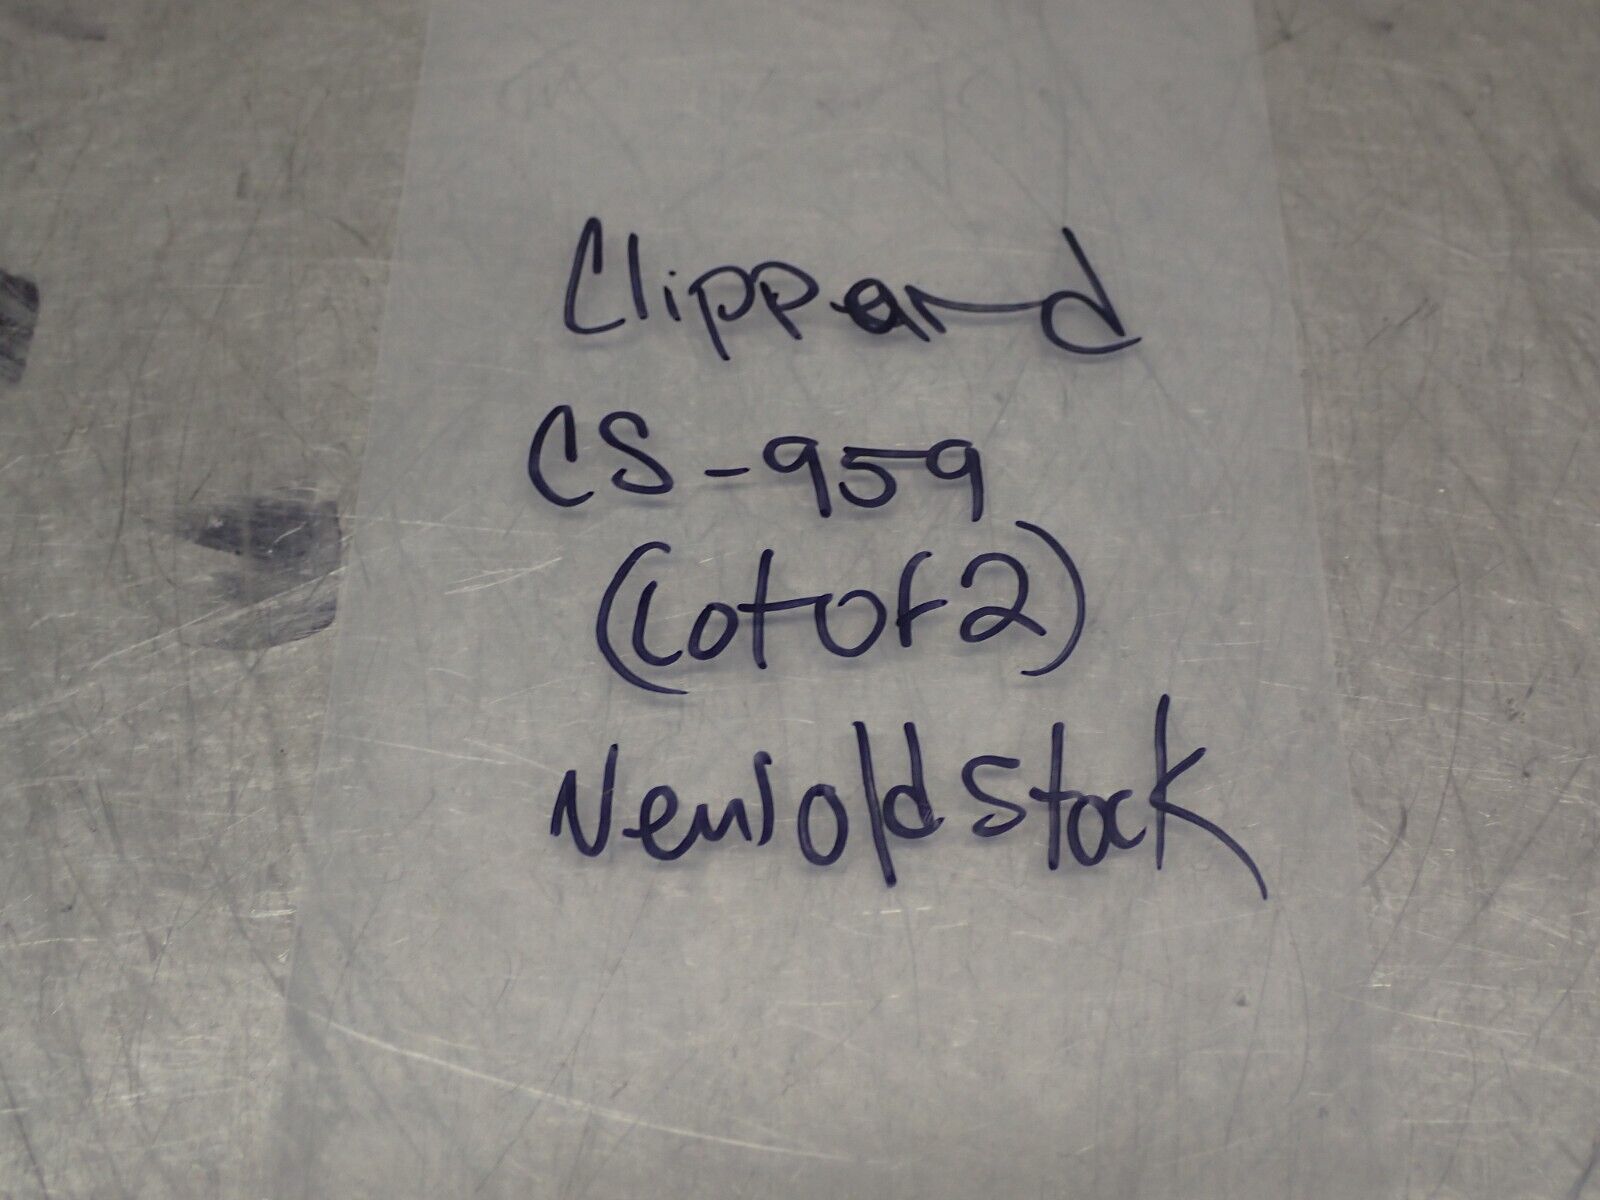 Clippard
CS-959
(Lot of 2)
New old Stock